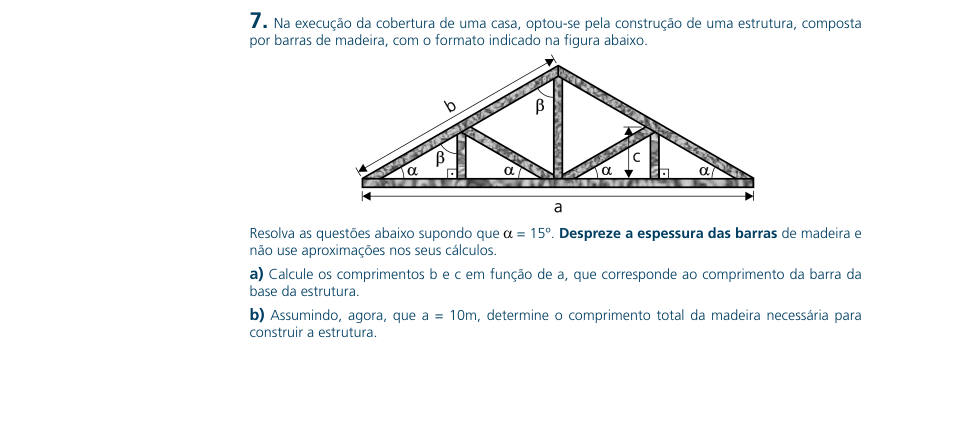 7. Na execução da cobertura de uma casa, optou-se pela construção de uma estrutura, composta
por barras de madeira, com o formato indicado na figura abaixo.
b
β
β
c
α
α
α
α
a
Resolva as questões abaixo supondo que α = 15º. Despreze a espessura das barras de madeira e
não use aproximações nos seus cálculos.
a) Calcule os comprimentos b e c em função de a, que corresponde ao comprimento da barra da
base da estrutura.
b) Assumindo, agora, que a = 10m, determine o comprimento total da madeira necessária para
construir a estrutura.